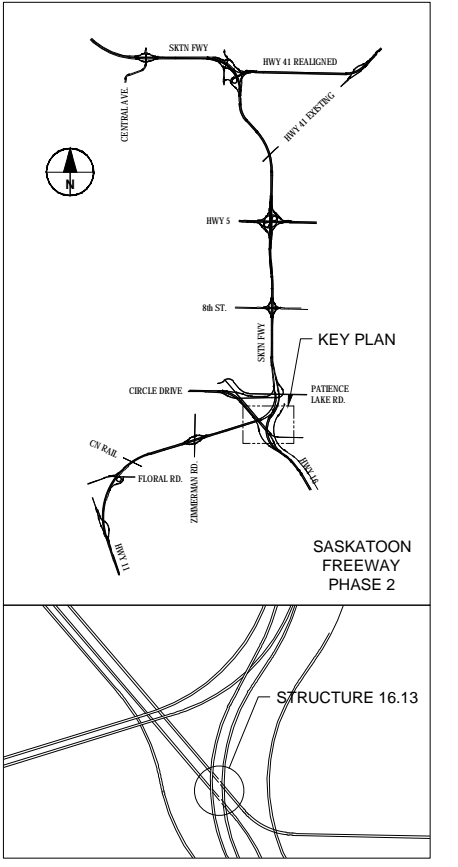 SKTN FWY
HWY 41 REALIGNED
CENTRAL AVE.
HWY 41 EXISTING
N
HWY 5
8th ST.
SKTN FWY
KEY PLAN
CIRCLE DRIVE
PATIENCE
LAKE RD.
CN RAIL
FLORAL RD.
ZIMMERMAN RD.
HWY 16
HWY 11
SASKATOON
FREEWAY
PHASE 2
STRUCTURE 16.13